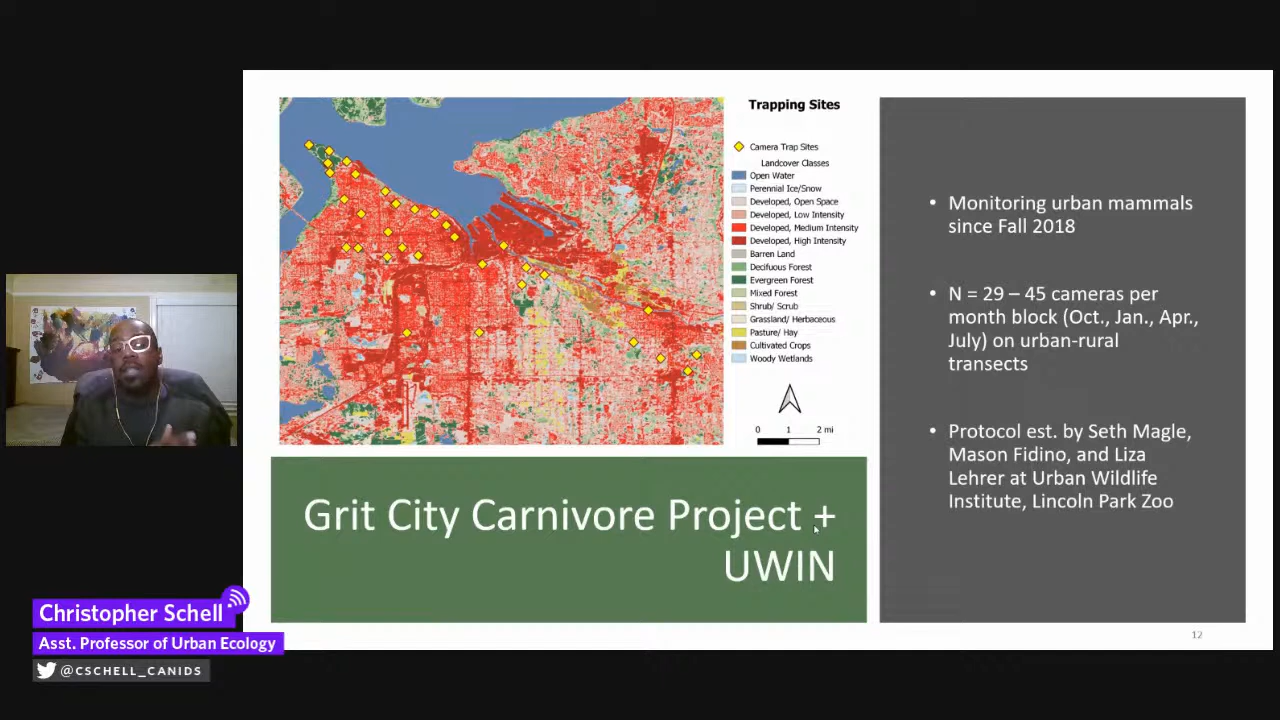 Trapping Sites
Camera Trap Sites
Landcover Classes
Open Water
Perennial Ice/Snow
Developed, Open Space
Developed, Low Intensity
Developed, Medium Intensity
Developed, High Intensity
Barren Land
Decifuous Forest
Evergreen Forest
Mixed Forest
Shrub/ Scrub
Grassland/ Herbaceous
Pasture/ Hay
Cultivated Crops
Woody Wetlands
0 1 2 mi
Grit City Carnivore Project +
UWIN
• Monitoring urban mammals
since Fall 2018
• N = 29 – 45 cameras per
month block (Oct., Jan., Apr.,
July) on urban-rural
transects
• Protocol est. by Seth Magle,
Mason Fidino, and Liza
Lehrer at Urban Wildlife
Institute, Lincoln Park Zoo
12
Christopher Schell
Asst. Professor of Urban Ecology
@CSCHELL_CANIDS